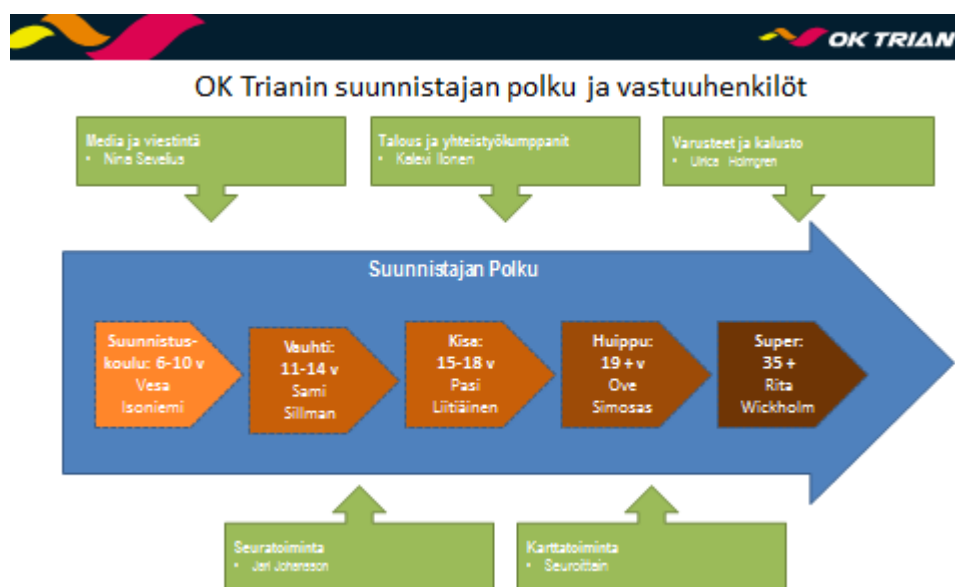 OK TRIAN
OK Trianin suunnistajan polku ja vastuuhenkilöt
Media ja viestintä
• Nina Sevelius
Talous ja yhteistyökumppanit
• Kalevi Ilonen
Varusteet ja kalusto
• Ulrica Holmgren
Suunnistajan Polku
Suunnistus-
koulu: 6-10 v
Vesa
Isoniemi
Vauhti:
11-14 v
Sami
Sillman
Kisa:
15-18 v
Pasi
Liitiäinen
Huippu:
19 + v
Ove
Simosas
Super:
35 +
Rita
Wickholm
Seuratoiminta
• Jari Johansson
Karttatoiminta
• Seuroittain